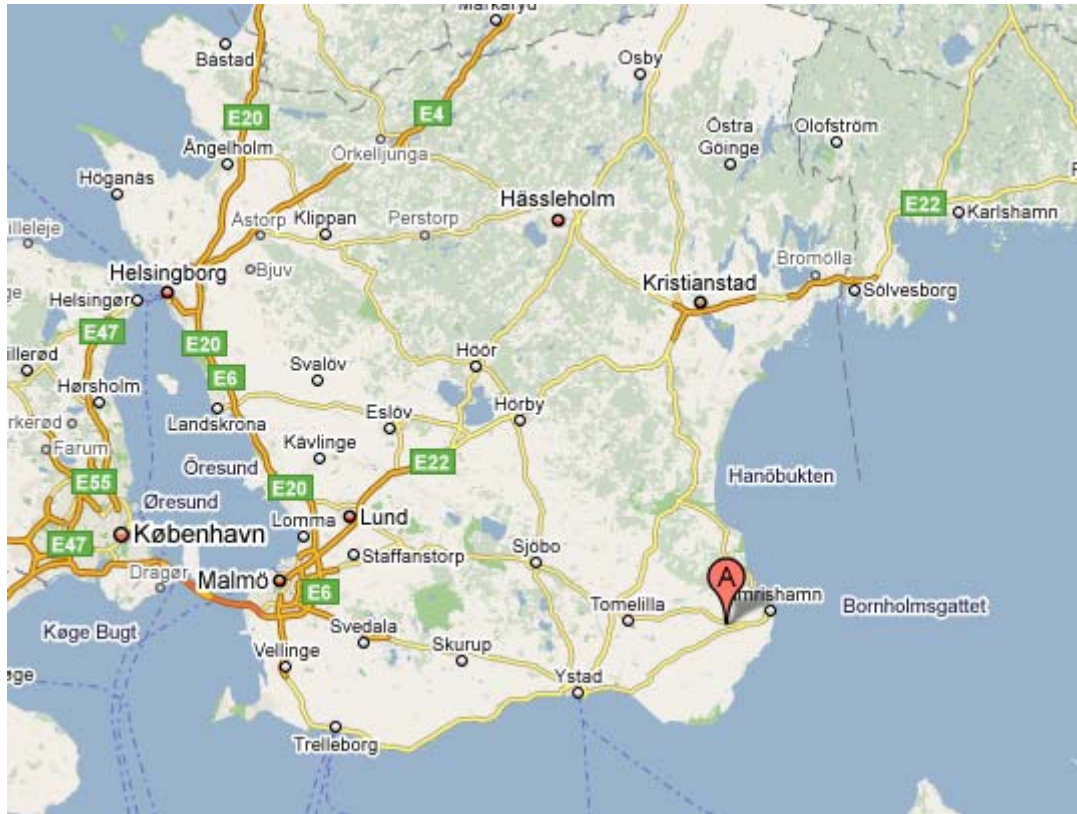 Markaryd
Båstad
Osby
E4
E20
Östra
Göinge
Olofström
Örkelljunga
Ängelholm
Höganäs
Hässleholm
E22
Karlshamn
Åstorp
Klippan
Perstorp
Bjuv
Bromölla
Helsingborg
Kristianstad
Sölvesborg
Helsingør
E47
E20
Höör
Svalöv
E6
Hørsholm
Landskrona
Eslöv
Hörby
Farum
Kävlinge
E22
Öresund
Hanöbukten
E55
E20
Øresund
Lomma
Lund
København
E47
Staffanstorp
Sjöbo
Dragør
Malmö
A
E6
Tomelilla
mrishamn
Bornholmsgattet
Køge Bugt
Svedala
Skurup
Vellinge
Ystad
Trelleborg